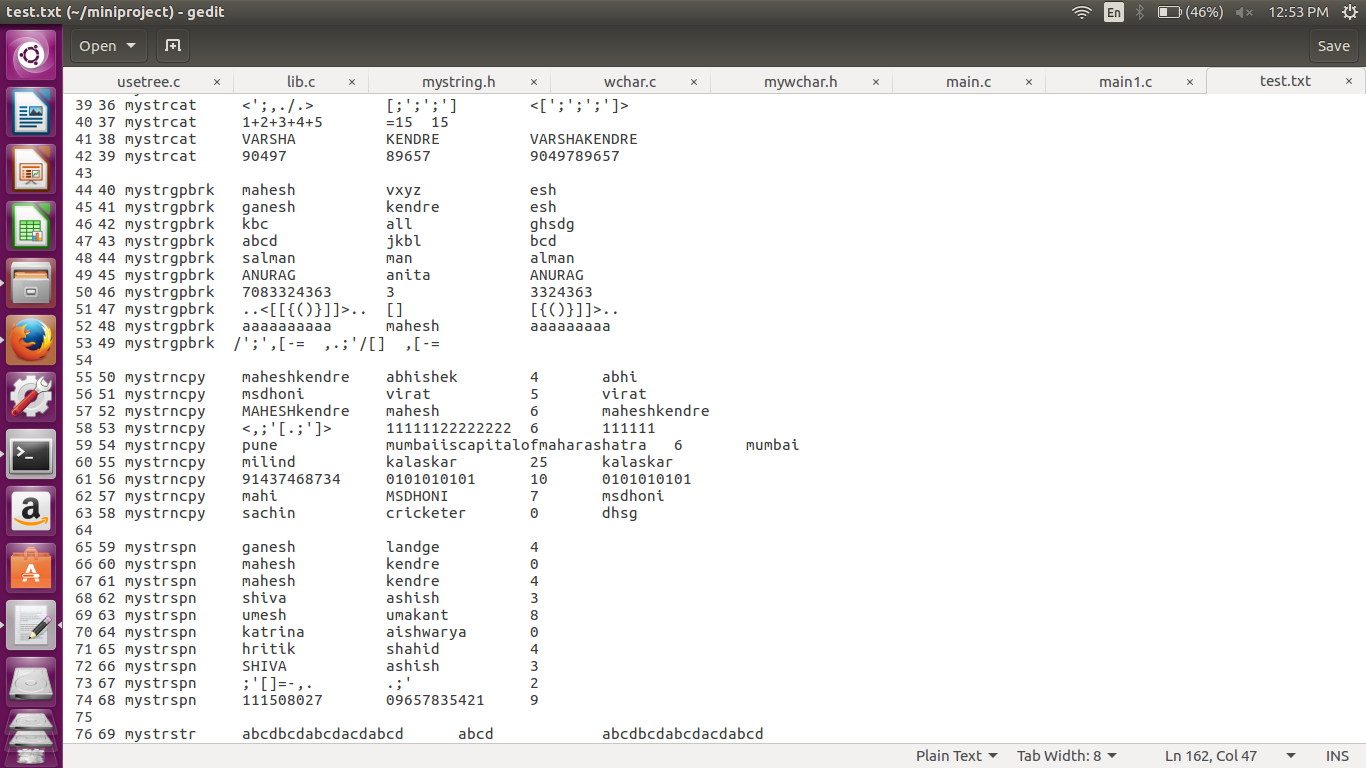 test.txt (~/miniproject) - gedit En (46%) 12:53 PM
Open Save
usetree.c × lib.c × mystring.h × wchar.c × mywchar.h × main.c × main1.c × test.txt ×
39 36 mystrcat <';,./.> [;';';'] <[';';';']>
40 37 mystrcat 1+2+3+4+5 =15 15
41 38 mystrcat VARSHA KENDRE VARSHAKENDRE
42 39 mystrcat 90497 89657 9049789657
43
44 40 mystrgpbrk mahesh vxyz esh
45 41 mystrgpbrk ganesh kendre esh
46 42 mystrgpbrk kbc all ghsdg
47 43 mystrgpbrk abcd jkbl bcd
48 44 mystrgpbrk salman man alman
49 45 mystrgpbrk ANURAG anita ANURAG
50 46 mystrgpbrk 7083324363 3 3324363
51 47 mystrgpbrk ..<[[{()}]]>.. [] [{()}]]>..
52 48 mystrgpbrk aaaaaaaaaa mahesh aaaaaaaaa
53 49 mystrgpbrk /';',[-= ,.;'/[] ,[-=
54
55 50 mystrncpy maheshkendre abhishek 4 abhi
56 51 mystrncpy msdhoni virat 5 virat
57 52 mystrncpy MAHESHkendre mahesh 6 maheshkendre
58 53 mystrncpy <,;'[.;']> 11111122222222 6 111111
59 54 mystrncpy pune mumbaiiscapitalofmaharashatra 6 mumbai
60 55 mystrncpy milind kalaskar 25 kalaskar
61 56 mystrncpy 91437468734 0101010101 10 0101010101
62 57 mystrncpy mahi MSDHONI 7 msdhoni
63 58 mystrncpy sachin cricketer 0 dhsg
64
65 59 mystrspn ganesh landge 4
66 60 mystrspn mahesh kendre 0
67 61 mystrspn mahesh kendre 4
68 62 mystrspn shiva ashish 3
69 63 mystrspn umesh umakant 8
70 64 mystrspn katrina aishwarya 0
71 65 mystrspn hritik shahid 4
72 66 mystrspn SHIVA ashish 3
73 67 mystrspn ;'[]=-,. .;' 2
74 68 mystrspn 111508027 09657835421 9
75
76 69 mystrstr abcdbcdabcdacdabcd abcd abcdbcdabcdacdabcd
Plain Text Tab Width: 8 Ln 162, Col 47 INS